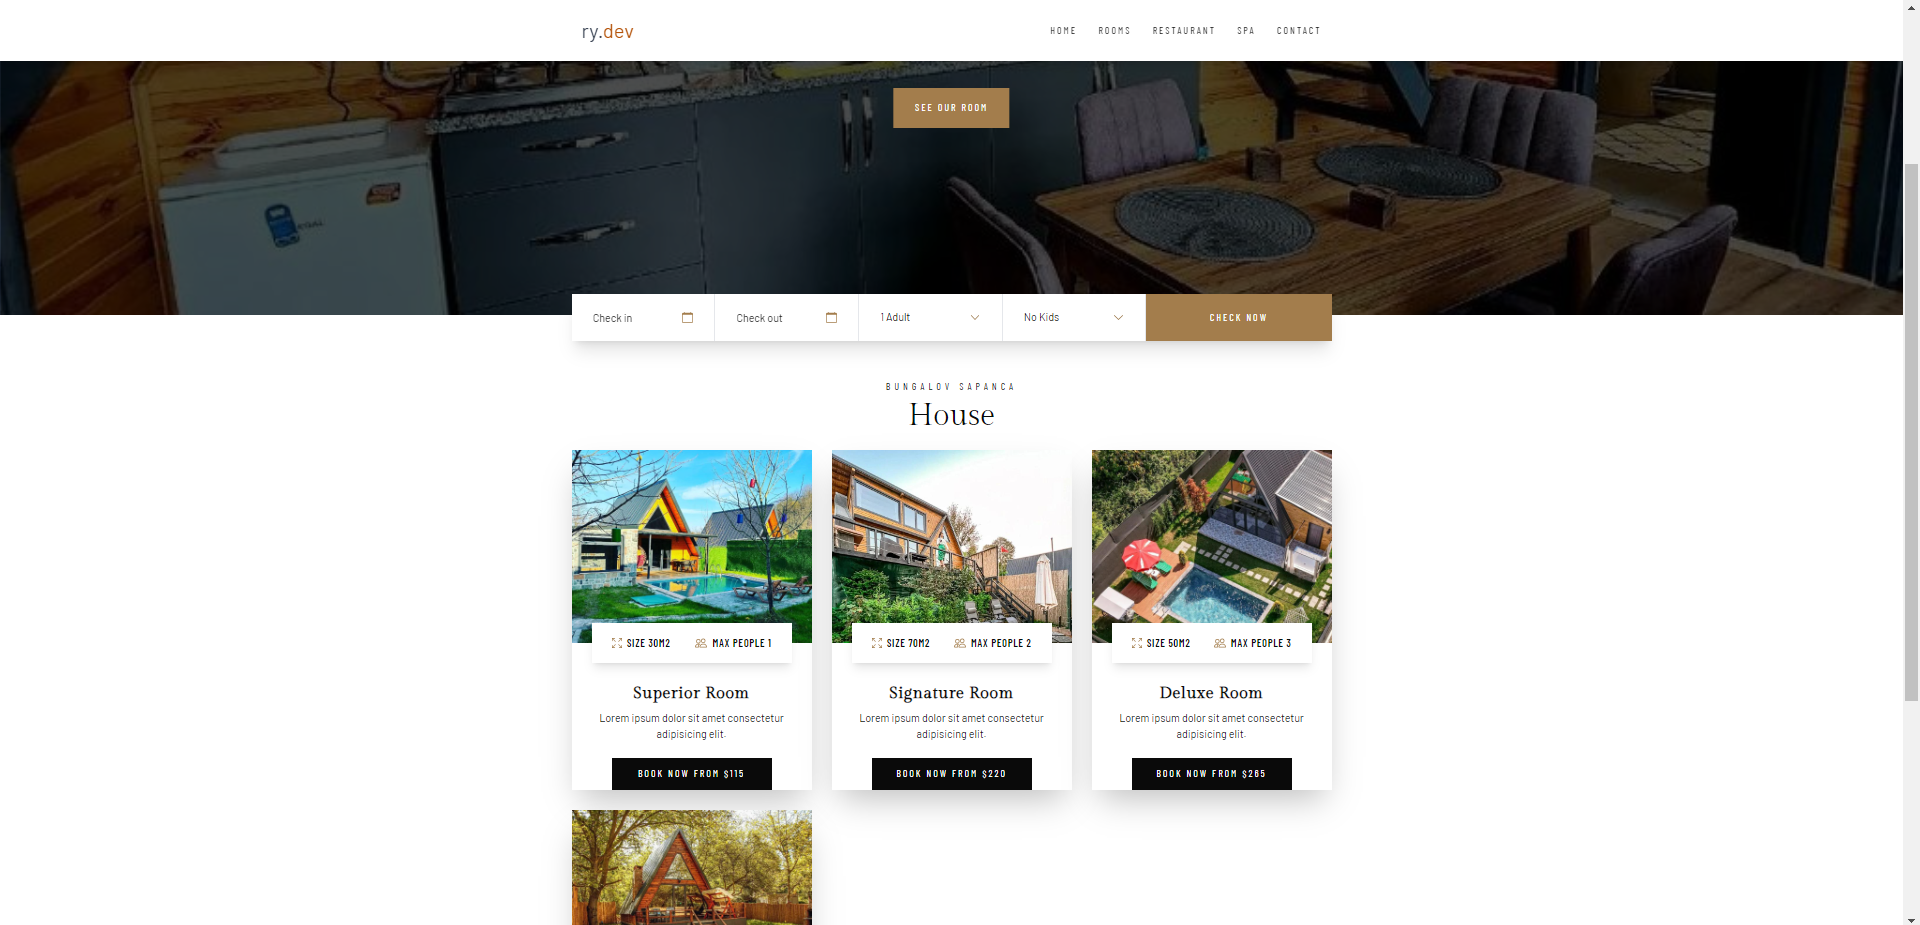 ry.dev
HOME ROOMS RESTAURANT SPA CONTACT
SEE OUR ROOM
Check in
Check out
1 Adult
No Kids
CHECK NOW
BUNGALOV SAPANCA
House
SIZE 30M2 MAX PEOPLE 1
Superior Room
Lorem ipsum dolor sit amet consectetur
adipisicing elit.
BOOK NOW FROM $115
SIZE 70M2 MAX PEOPLE 2
Signature Room
Lorem ipsum dolor sit amet consectetur
adipisicing elit.
BOOK NOW FROM $220
SIZE 50M2 MAX PEOPLE 3
Deluxe Room
Lorem ipsum dolor sit amet consectetur
adipisicing elit.
BOOK NOW FROM $265